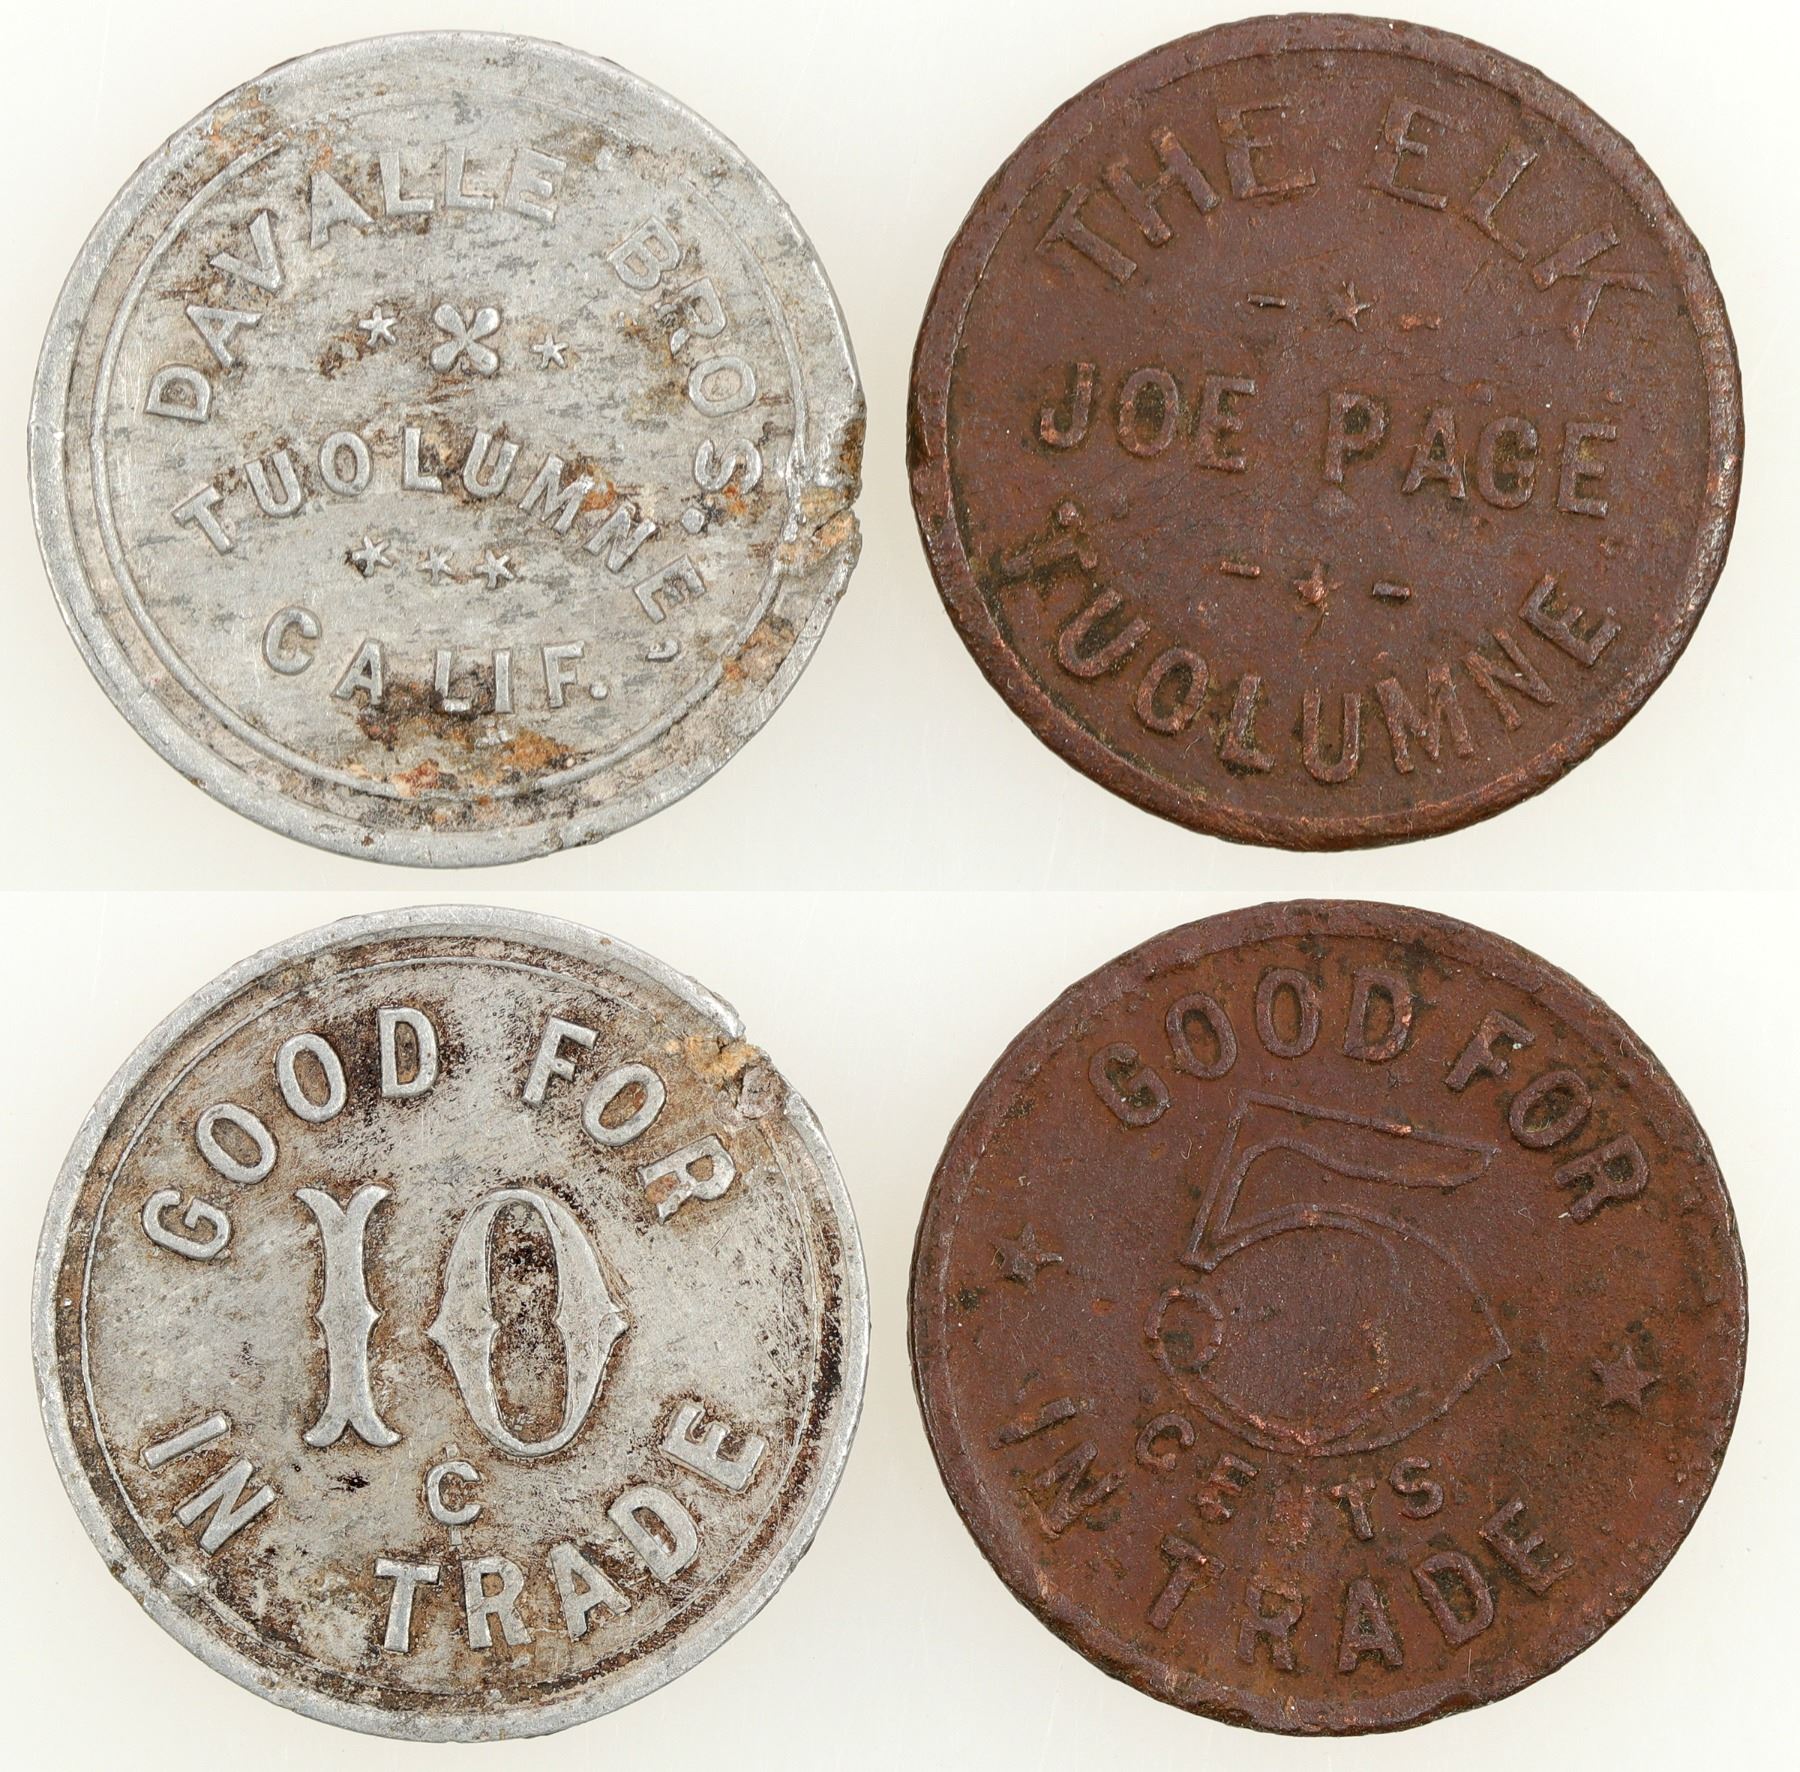 DAVALLE BROS.
TUOLUMNE,
CALIF.
THE ELK
JOE PAGE
TUOLUMNE.
GOOD FOR
10
C
IN TRADE
GOOD FOR
5
CENTS
IN TRADE